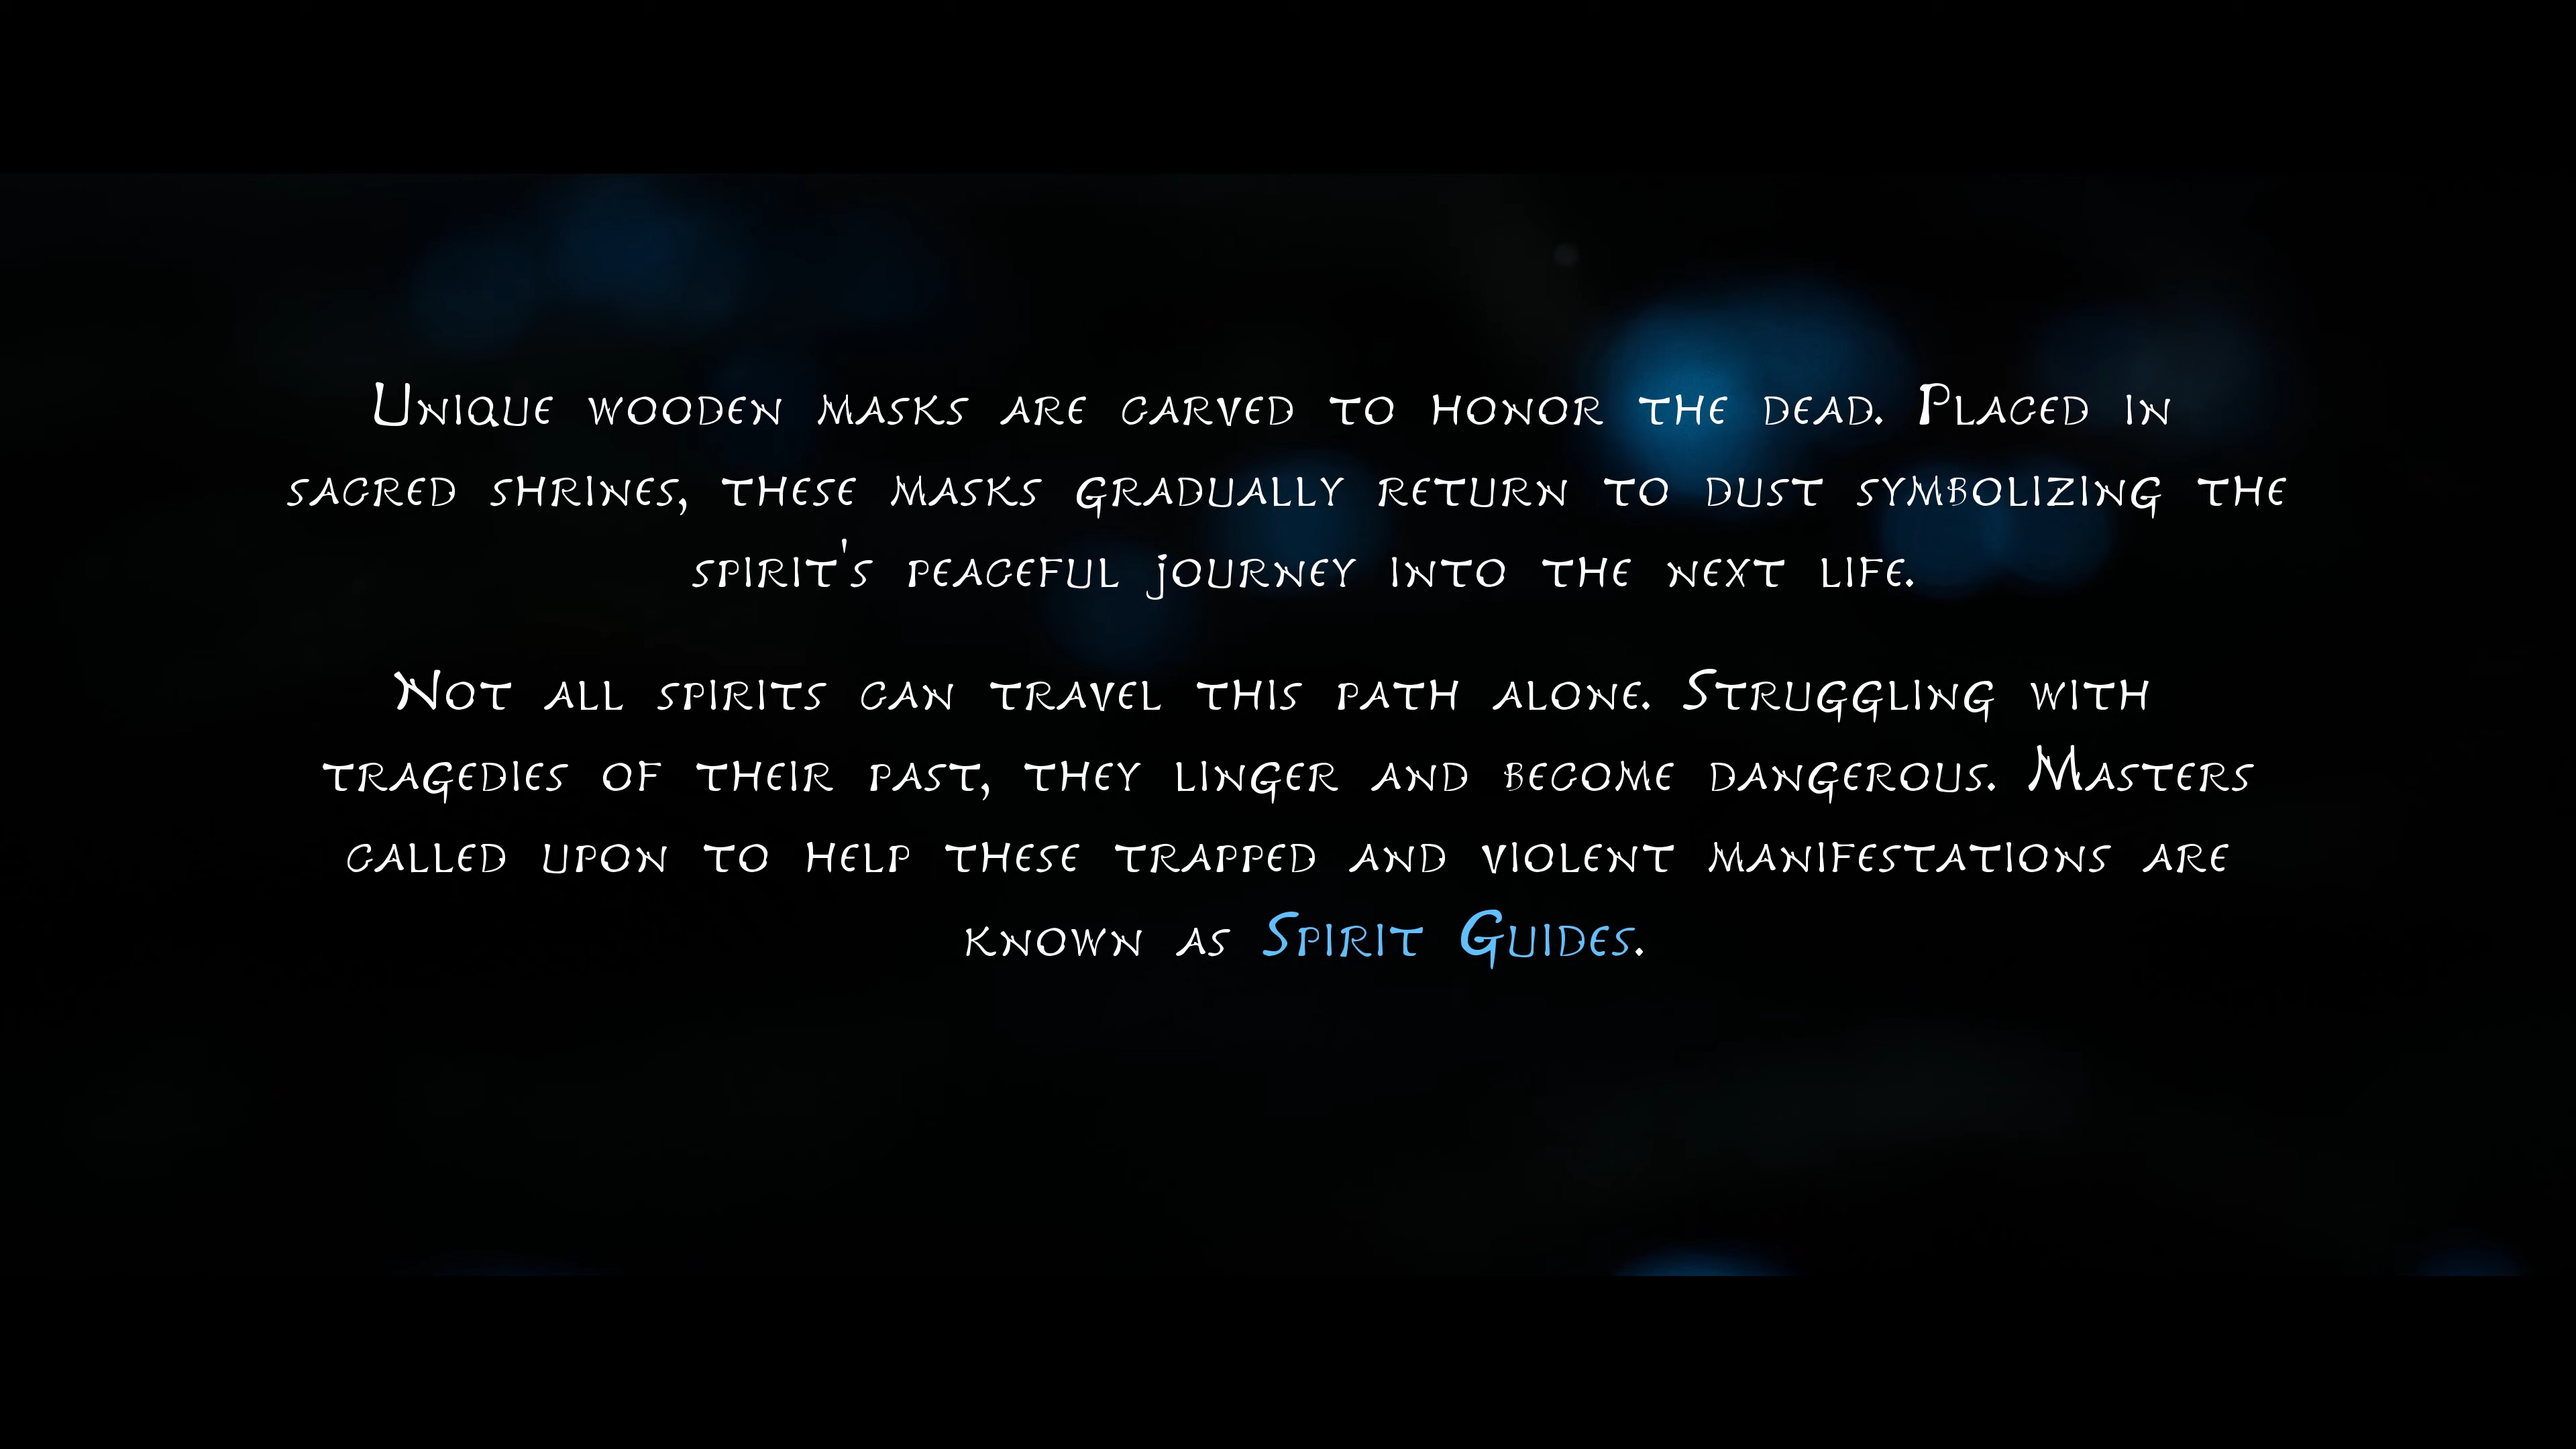 Unique wooden masks are carved to honor the dead. Placed in
sacred shrines, these masks gradually return to dust symbolizing the
spirit's peaceful journey into the next life.
Not all spirits can travel this path alone. Struggling with
tragedies of their past, they linger and become dangerous. Masters
called upon to help these trapped and violent manifestations are
known as Spirit Guides.